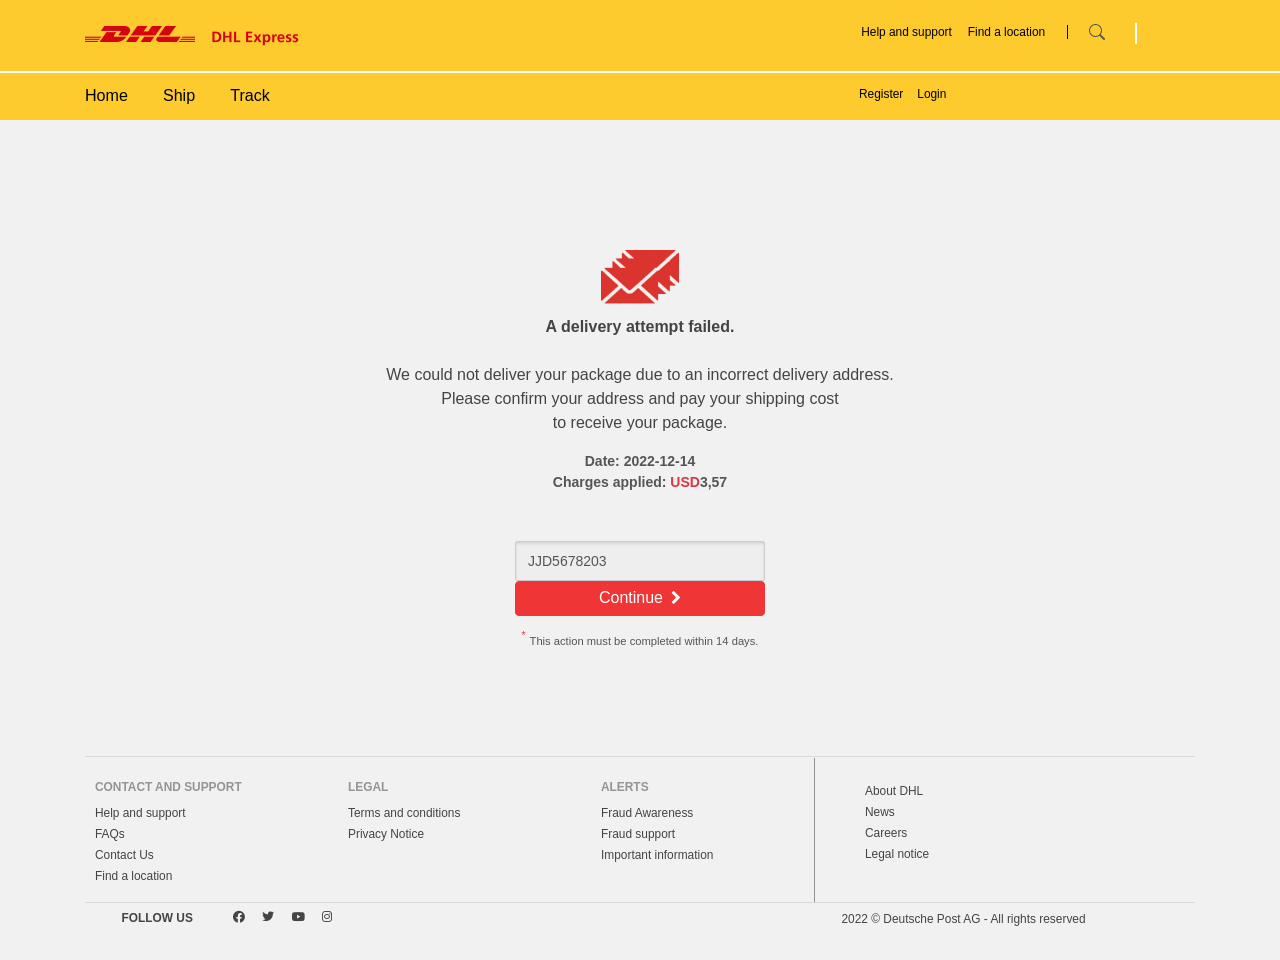 DHL DHL Express
Help and support Find a location
Home Ship Track
Register Login
A delivery attempt failed.
We could not deliver your package due to an incorrect delivery address.
Please confirm your address and pay your shipping cost
to receive your package.
Date: 2022-12-14
Charges applied: USD3,57
JJD5678203
Continue
* This action must be completed within 14 days.
CONTACT AND SUPPORT
Help and support
FAQs
Contact Us
Find a location
LEGAL
Terms and conditions
Privacy Notice
ALERTS
Fraud Awareness
Fraud support
Important information
About DHL
News
Careers
Legal notice
FOLLOW US
2022 © Deutsche Post AG - All rights reserved